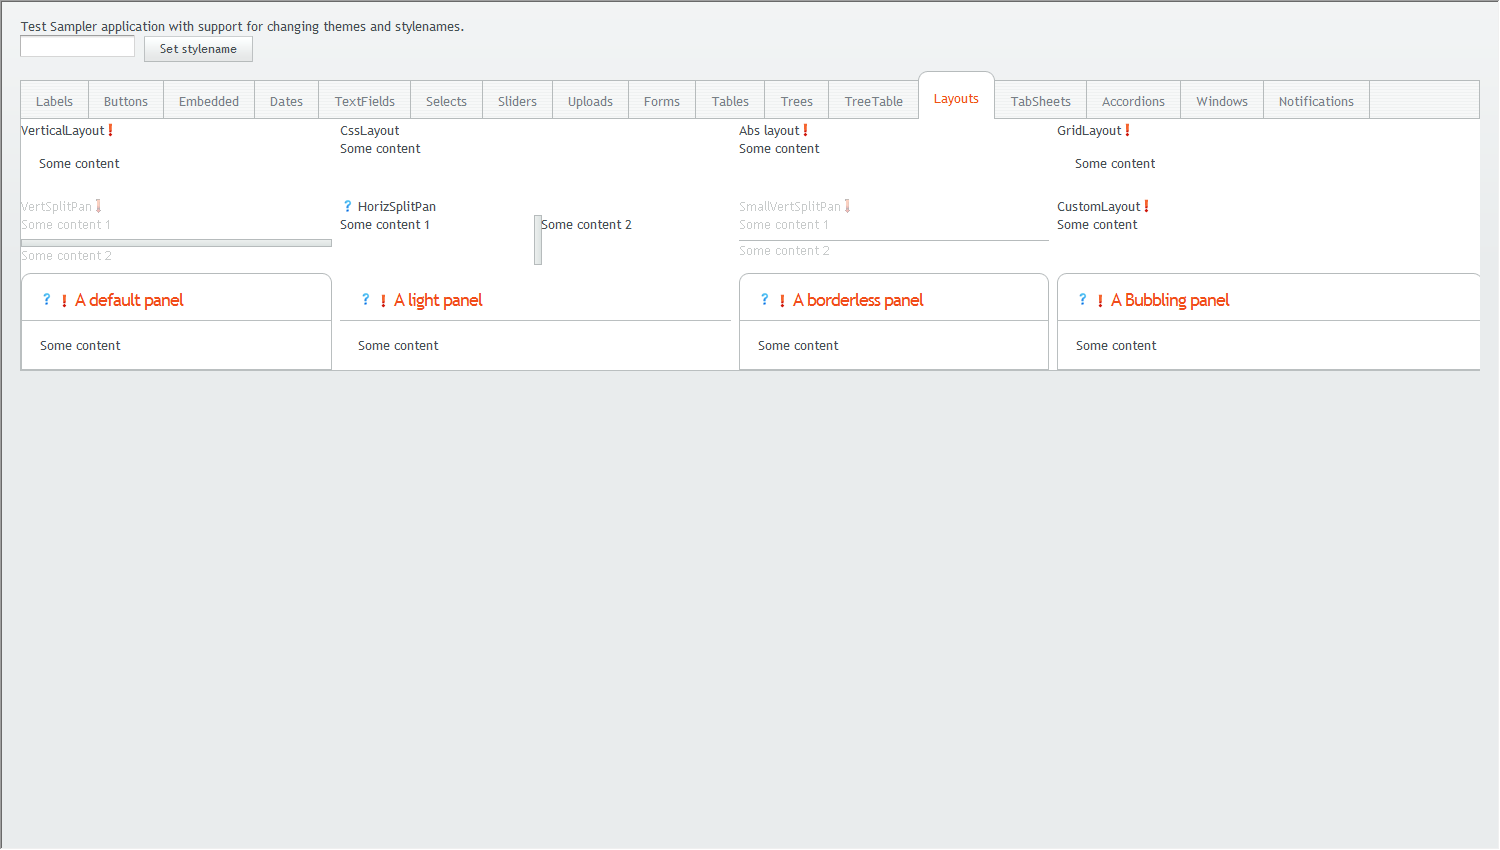 Test Sampler application with support for changing themes and stylenames.
Set stylename
Labels Buttons Embedded Dates TextFields Selects Sliders Uploads Forms Tables Trees TreeTable Layouts TabSheets Accordions Windows Notifications
VerticalLayout! CssLayout Abs layout! GridLayout!
Some content Some content
Some content Some content
VertSplitPan! ? HorizSplitPan SmallVertSplitPan! CustomLayout!
Some content 1 Some content 1 Some content 2 Some content 1 Some content
Some content 2 Some content 2
? ! A default panel ? ! A light panel ? ! A borderless panel ? ! A Bubbling panel
Some content Some content Some content Some content